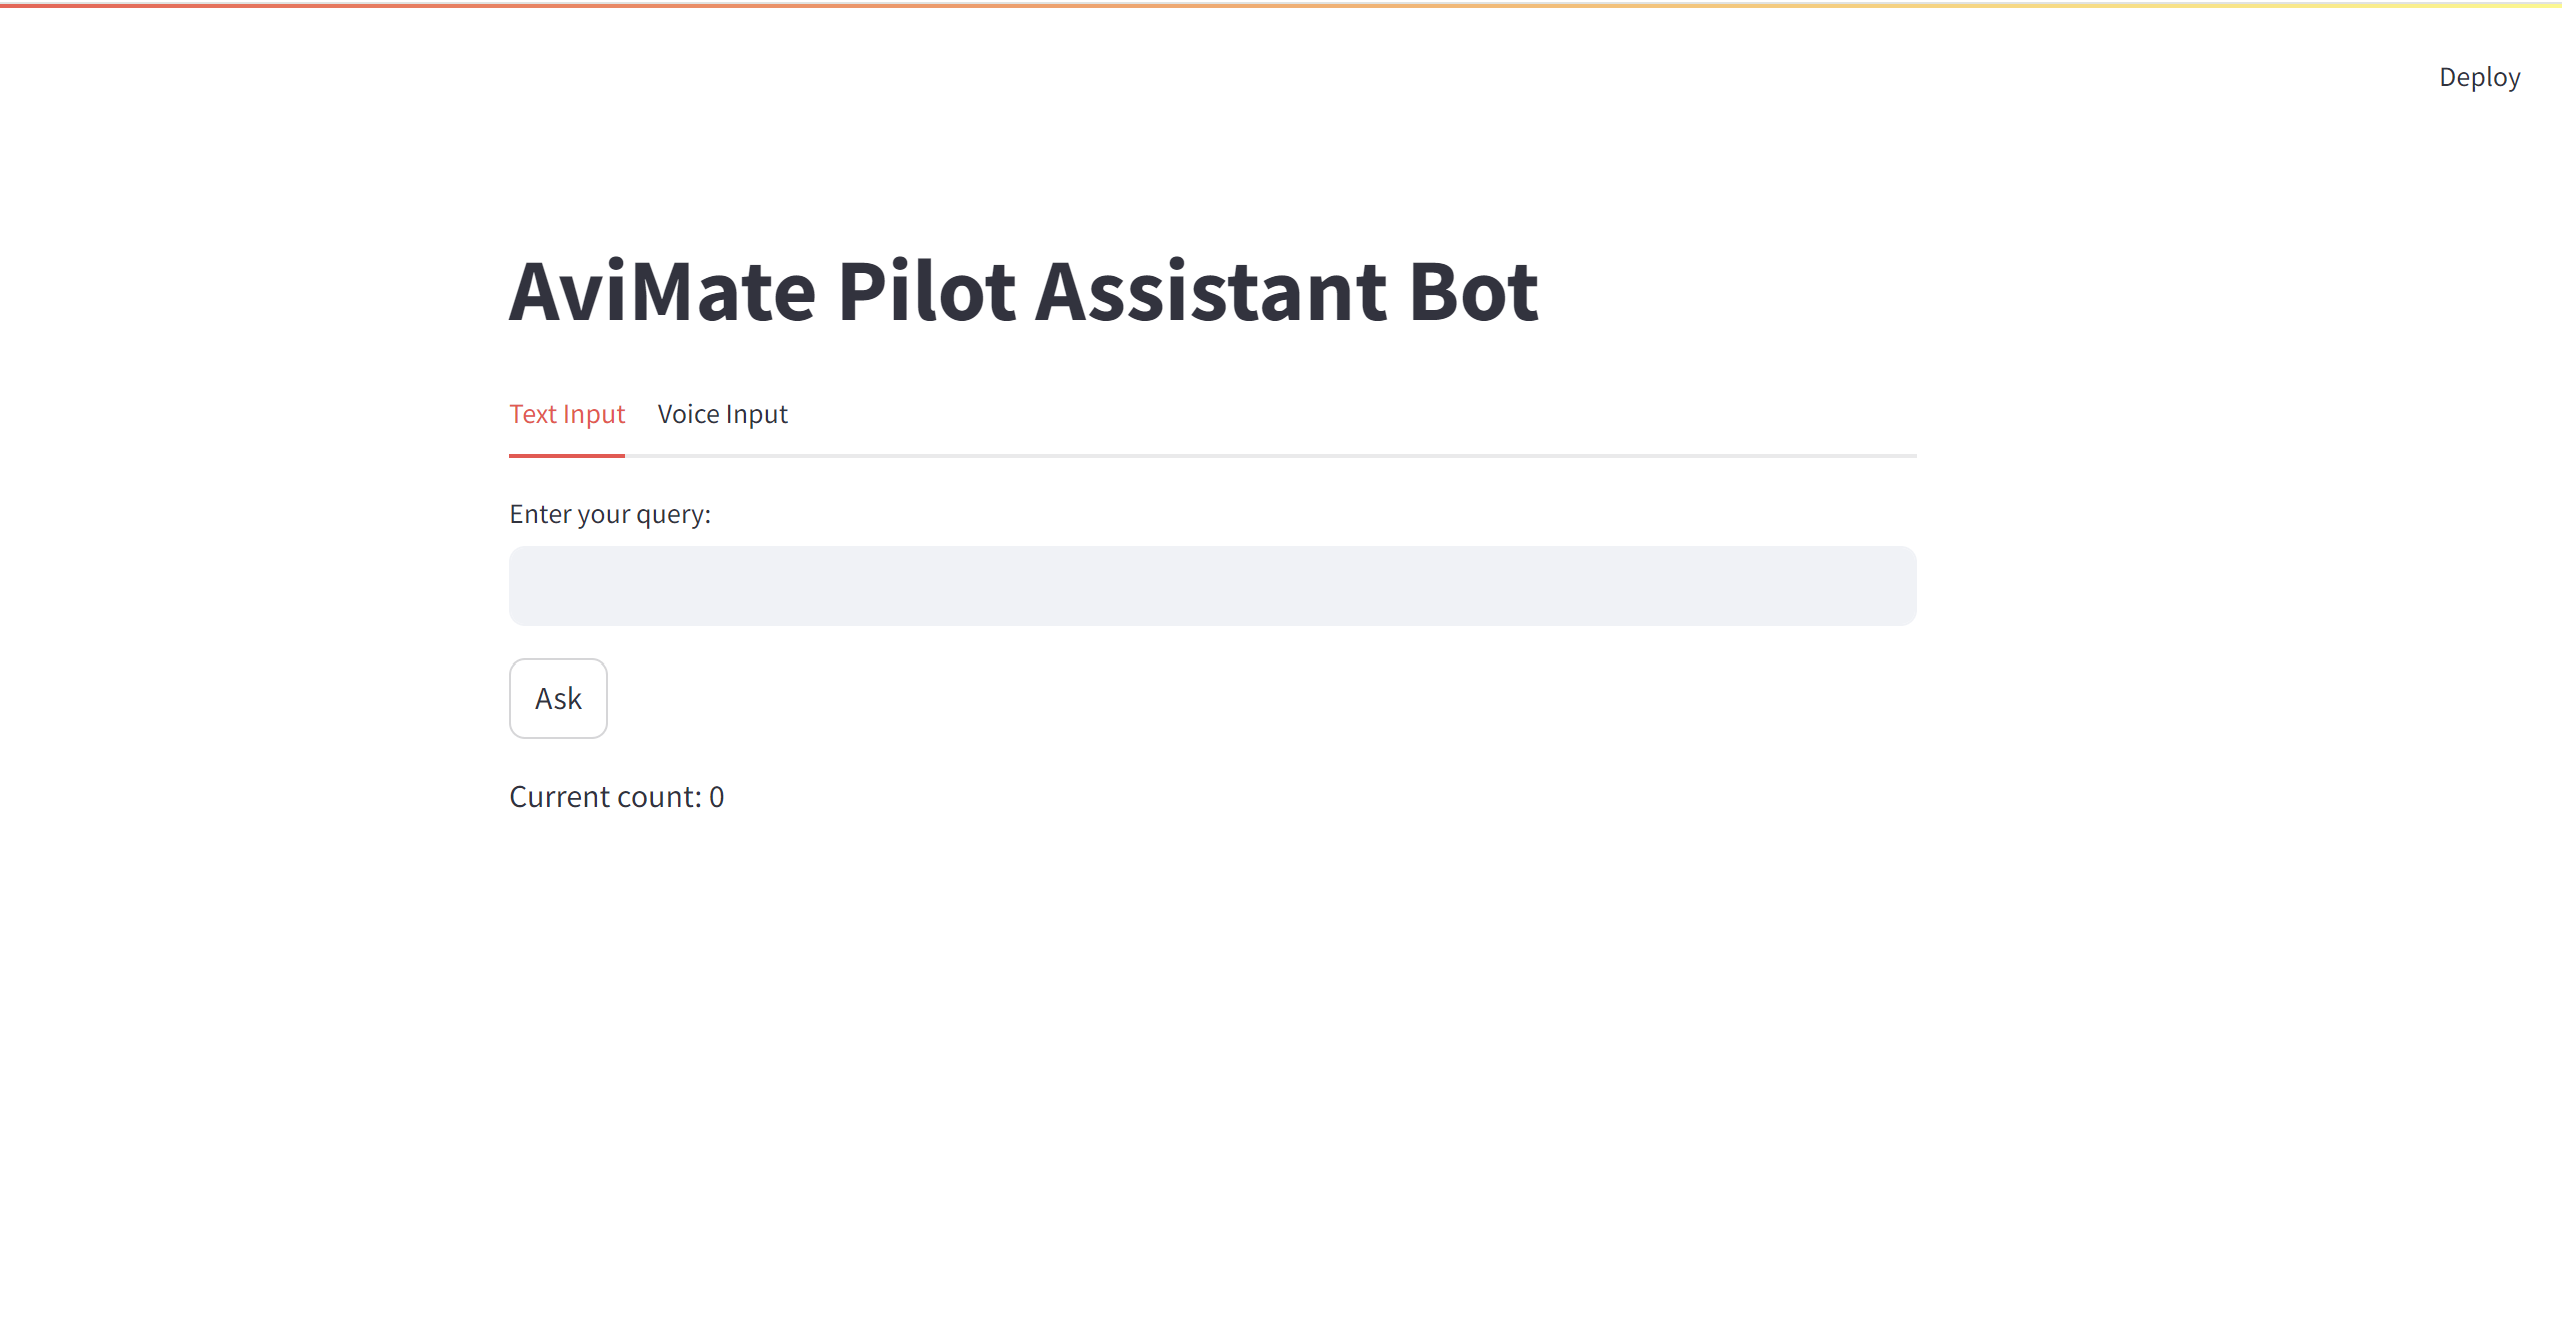 Deploy
AviMate Pilot Assistant Bot
Text Input Voice Input
Enter your query:
Ask
Current count: 0